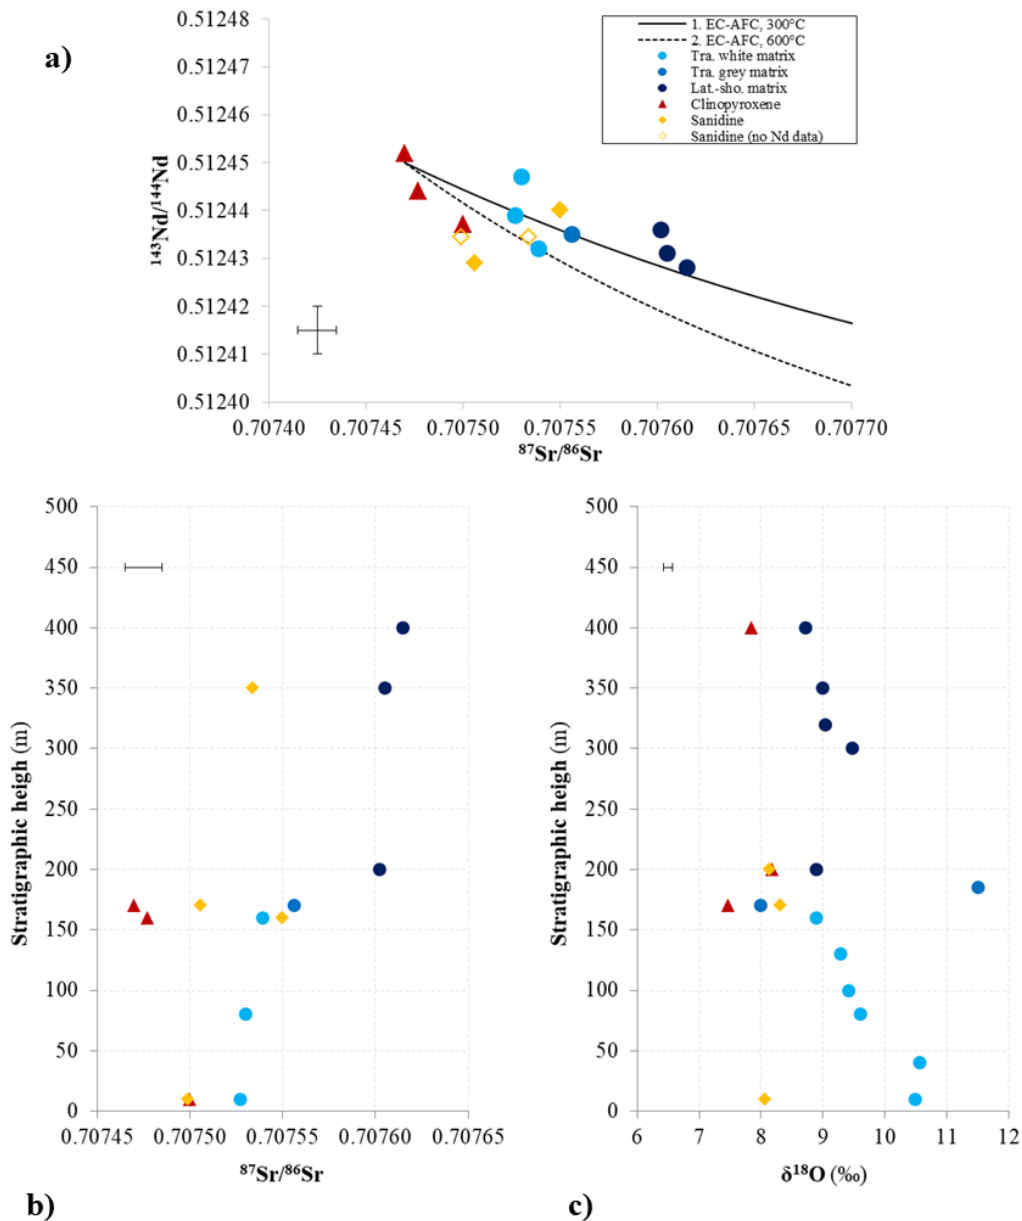 a)
0.51248
0.51247
0.51246
0.51245
0.51244
0.51243
0.51242
0.51241
0.51240
¹⁴³Nd/¹⁴⁴Nd
1. EC-AFC, 300°C
2. EC-AFC, 600°C
Tra. white matrix
Tra. grey matrix
Lat.-sho. matrix
Clinopyroxene
Sanidine
Sanidine (no Nd data)
0.70740 0.70745 0.70750 0.70755 0.70760 0.70765 0.70770
⁸⁷Sr/⁸⁶Sr
500
450
400
350
300
250
200
150
100
50
0
Stratigraphic heigh (m)
0.70745 0.70750 0.70755 0.70760 0.70765
⁸⁷Sr/⁸⁶Sr
b)
500
450
400
350
300
250
200
150
100
50
0
Stratigraphic heigh (m)
6 7 8 9 10 11 12
δ¹⁸O (‰)
c)